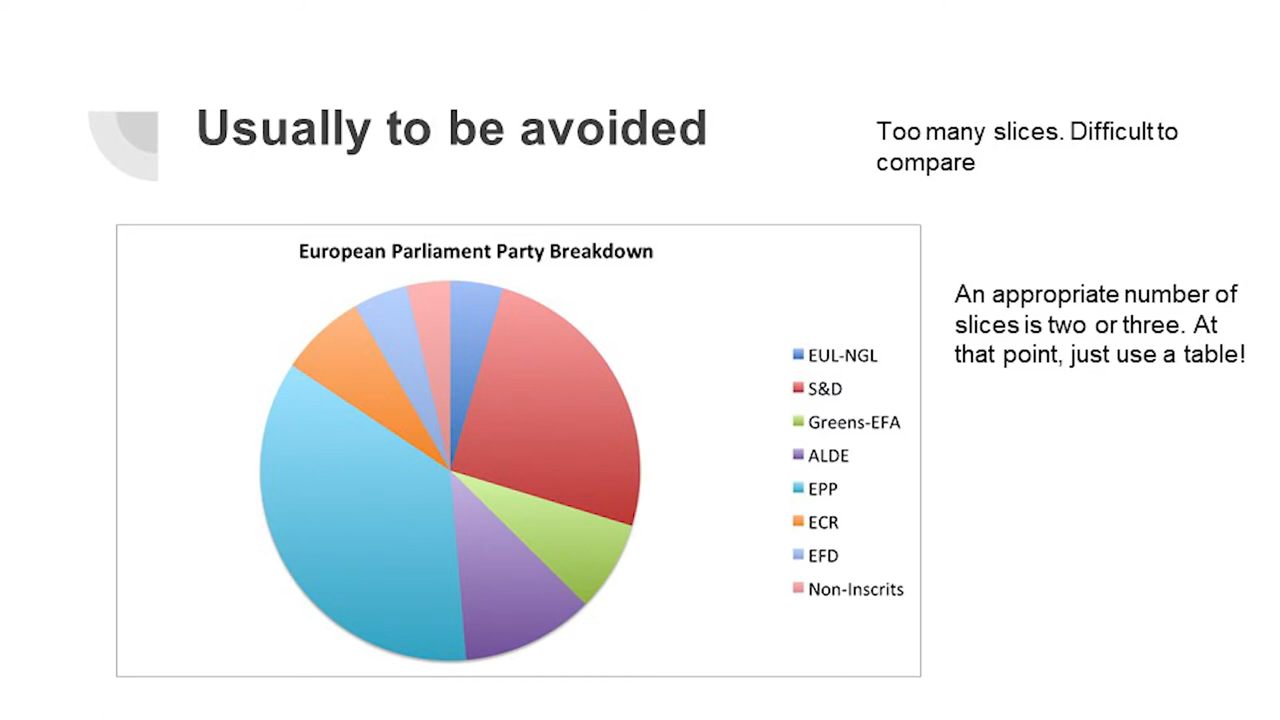 Usually to be avoided
Too many slices. Difficult to
compare
European Parliament Party Breakdown
EUL-NGL
S&D
Greens-EFA
ALDE
EPP
ECR
EFD
Non-Inscrits
An appropriate number of
slices is two or three. At
that point, just use a table!